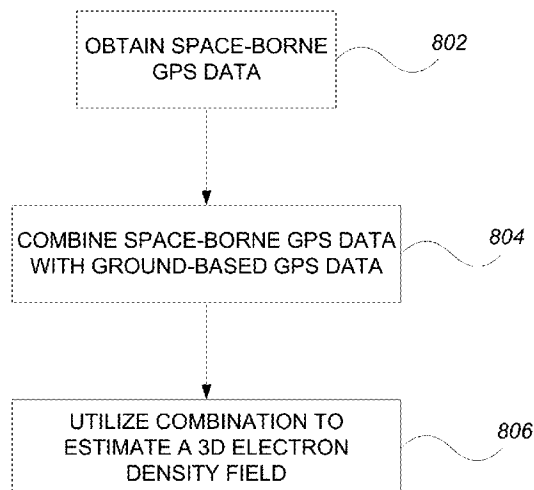 OBTAIN SPACE-BORNE
GPS DATA
802
COMBINE SPACE-BORNE GPS DATA
WITH GROUND-BASED GPS DATA
804
UTILIZE COMBINATION TO
ESTIMATE A 3D ELECTRON
DENSITY FIELD
806